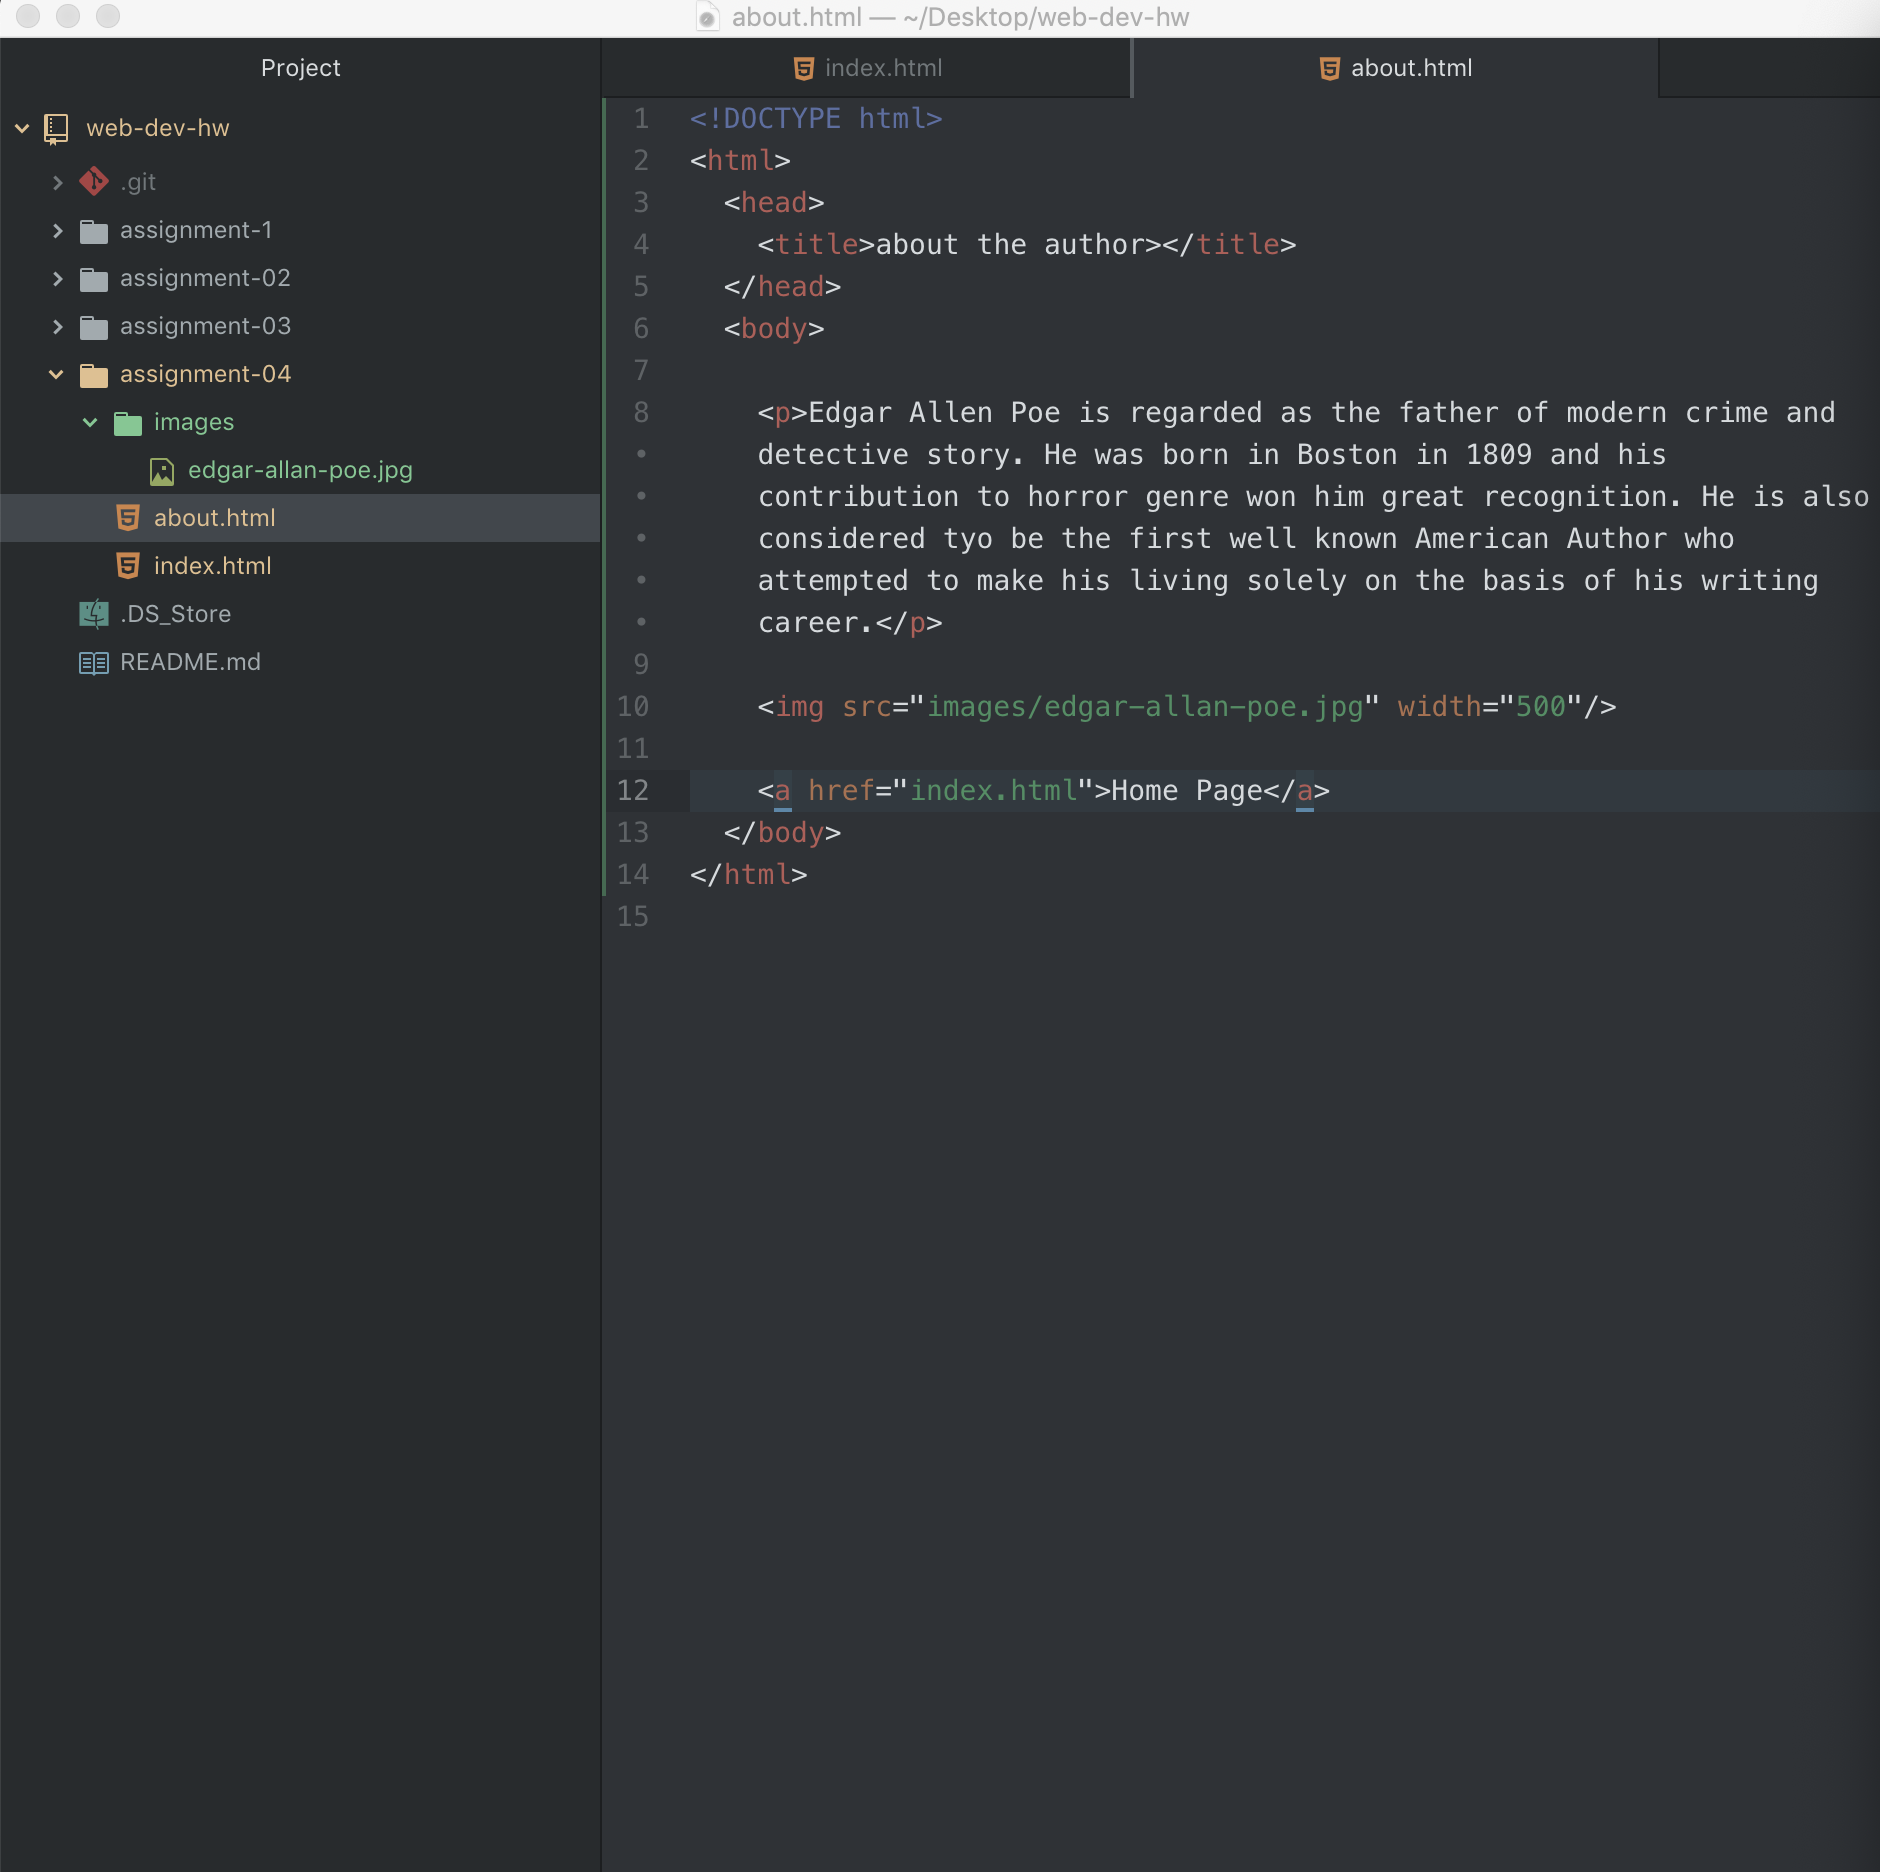 about.html — ~/Desktop/web-dev-hw
Project
web-dev-hw
.git
assignment-1
assignment-02
assignment-03
assignment-04
images
edgar-allan-poe.jpg
about.html
index.html
.DS_Store
README.md
index.html
about.html
1 <!DOCTYPE html>
2 <html>
3   <head>
4     <title>about the author></title>
5   </head>
6   <body>
7
8     <p>Edgar Allen Poe is regarded as the father of modern crime and
•     detective story. He was born in Boston in 1809 and his
•     contribution to horror genre won him great recognition. He is also
•     considered tyo be the first well known American Author who
•     attempted to make his living solely on the basis of his writing
•     career.</p>
9
10     <img src="images/edgar-allan-poe.jpg" width="500"/>
11
12     <a href="index.html">Home Page</a>
13   </body>
14 </html>
15